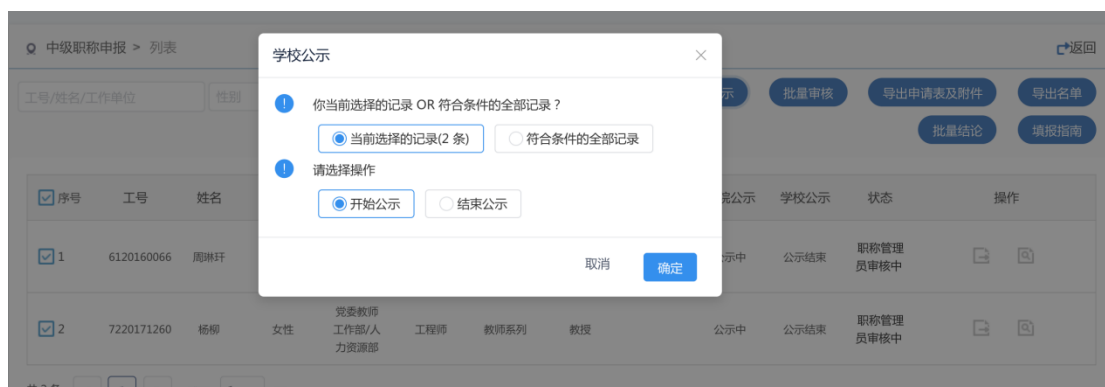 中级职称申报 > 列表
返回
学校公示
工号/姓名/工作单位
性别
示
批量审核
导出申请表及附件
导出名单
批量结论
填报指南
你当前选择的记录 OR 符合条件的全部记录？
当前选择的记录(2 条)
符合条件的全部记录
请选择操作
开始公示
结束公示
取消
确定
序号
工号
姓名
院公示
学校公示
状态
操作
1
6120160066
周琳玕
公示中
公示结束
职称管理
员审核中
2
7220171260
杨柳
女性
党委教师
工作部/人
力资源部
工程师
教师系列
教授
公示中
公示结束
职称管理
员审核中